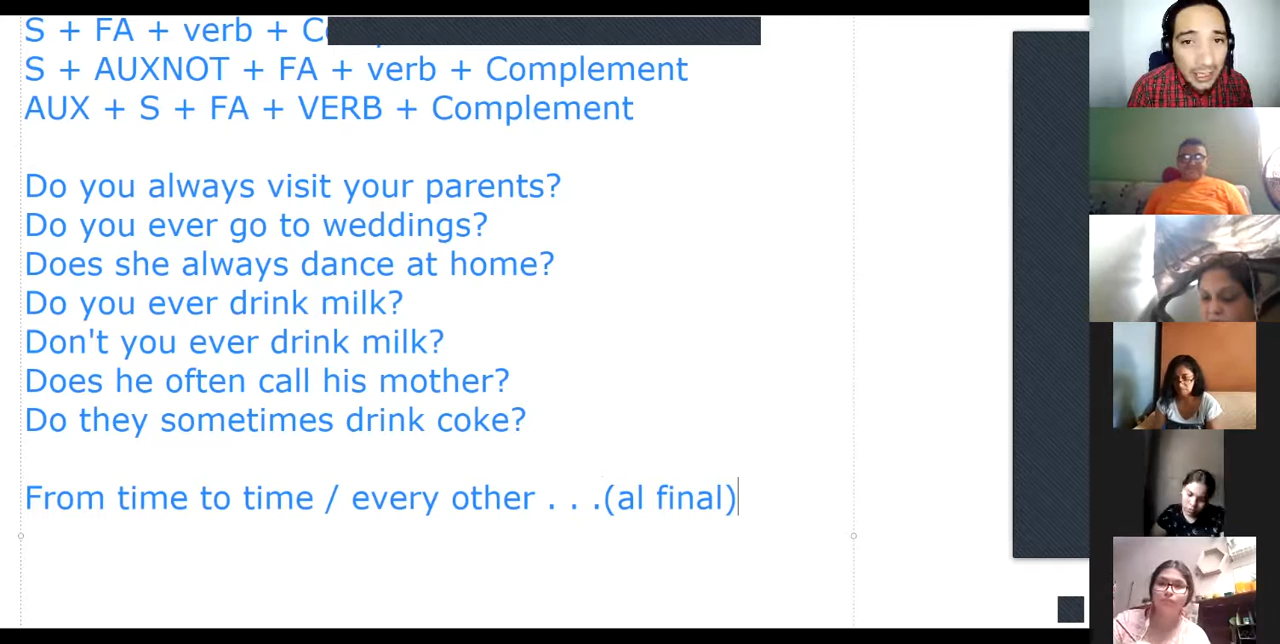 S + FA + verb +
S + AUXNOT + FA + verb + Complement
AUX + S + FA + VERB + Complement
Do you always visit your parents?
Do you ever go to weddings?
Does she always dance at home?
Do you ever drink milk?
Don't you ever drink milk?
Does he often call his mother?
Do they sometimes drink coke?
From time to time / every other . . .(al final)